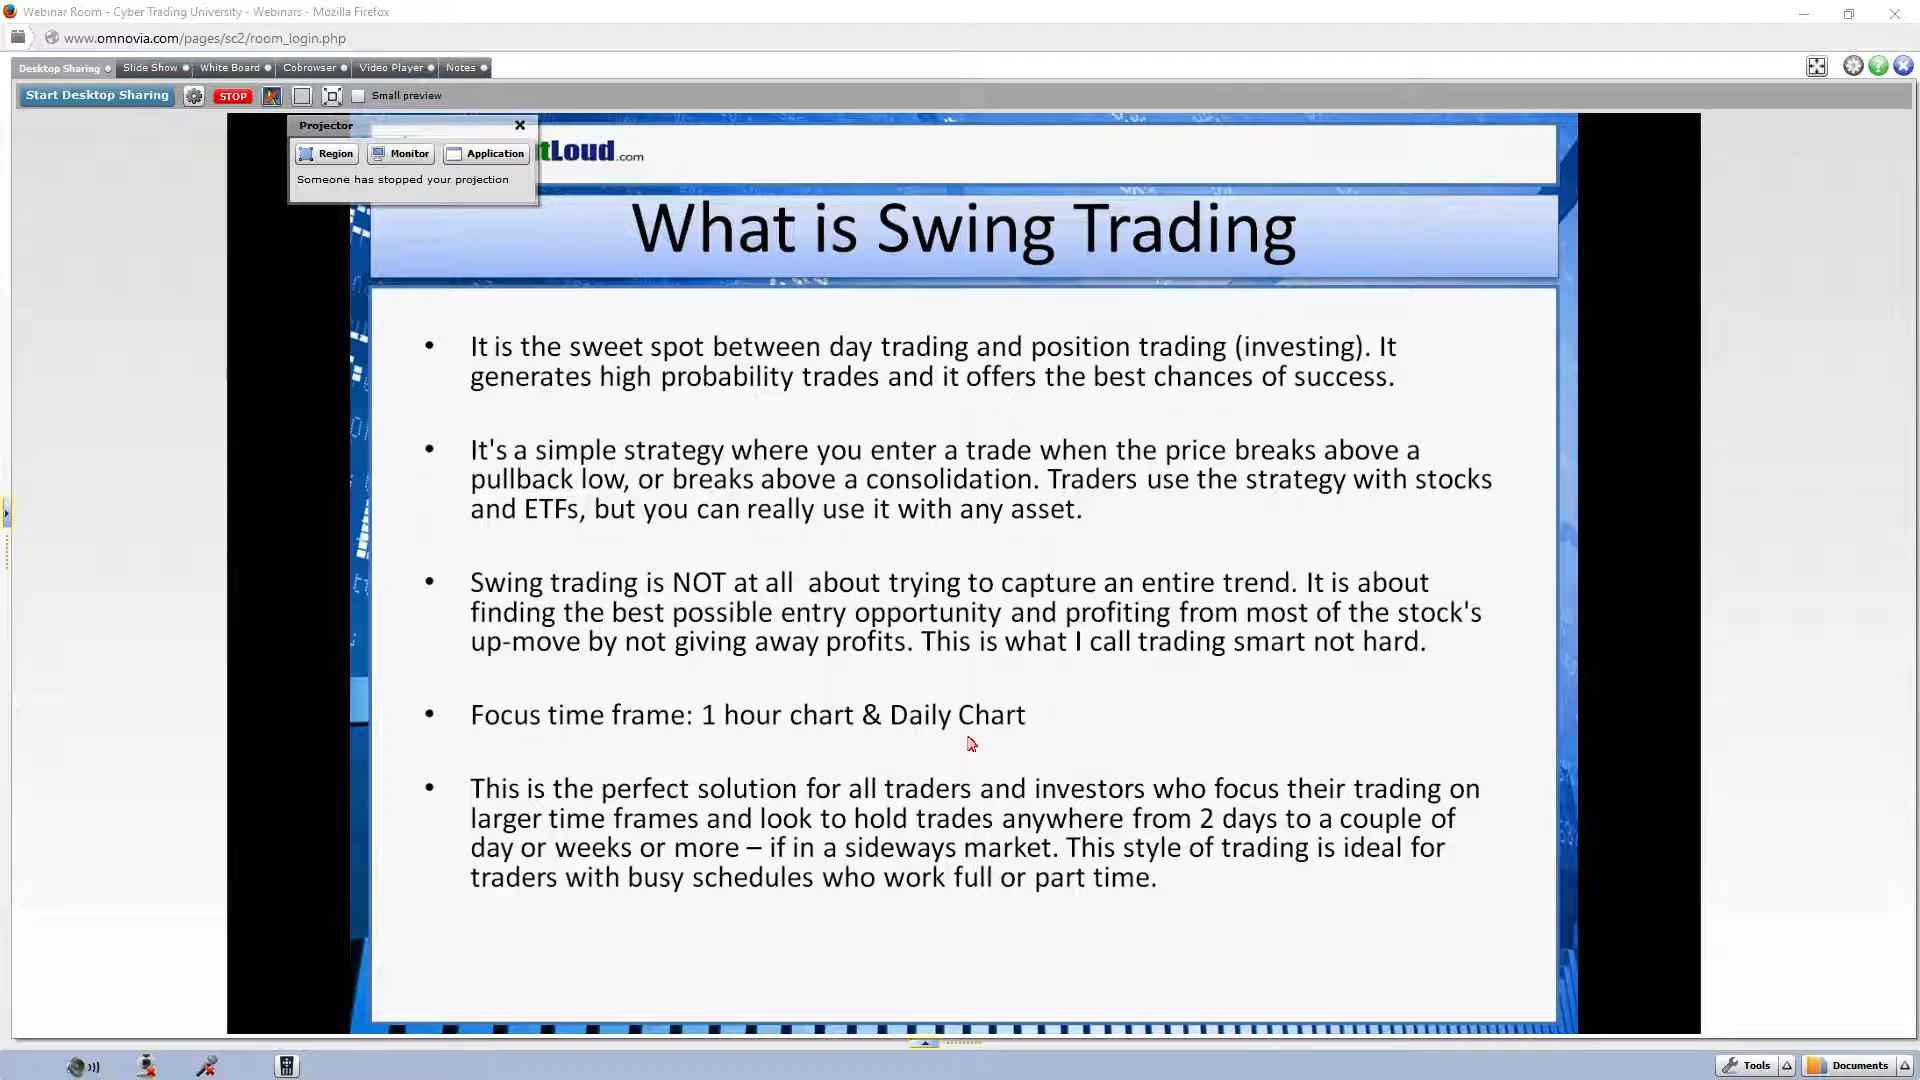 Webinar Room - Cyber Trading University - Webinars - Mozilla Firefox
www.omnovia.com/pages/sc2/room_login.php
Desktop Sharing Slide Show White Board Cobrowser Video Player Notes
Start Desktop Sharing STOP Small preview
Projector
Region Monitor Application
Someone has stopped your projection
tLoud.com
What is Swing Trading
• It is the sweet spot between day trading and position trading (investing). It
generates high probability trades and it offers the best chances of success.
• It's a simple strategy where you enter a trade when the price breaks above a
pullback low, or breaks above a consolidation. Traders use the strategy with stocks
and ETFs, but you can really use it with any asset.
• Swing trading is NOT at all  about trying to capture an entire trend. It is about
finding the best possible entry opportunity and profiting from most of the stock's
up-move by not giving away profits. This is what I call trading smart not hard.
• Focus time frame: 1 hour chart & Daily Chart
• This is the perfect solution for all traders and investors who focus their trading on
larger time frames and look to hold trades anywhere from 2 days to a couple of
day or weeks or more – if in a sideways market. This style of trading is ideal for
traders with busy schedules who work full or part time.
Tools Documents